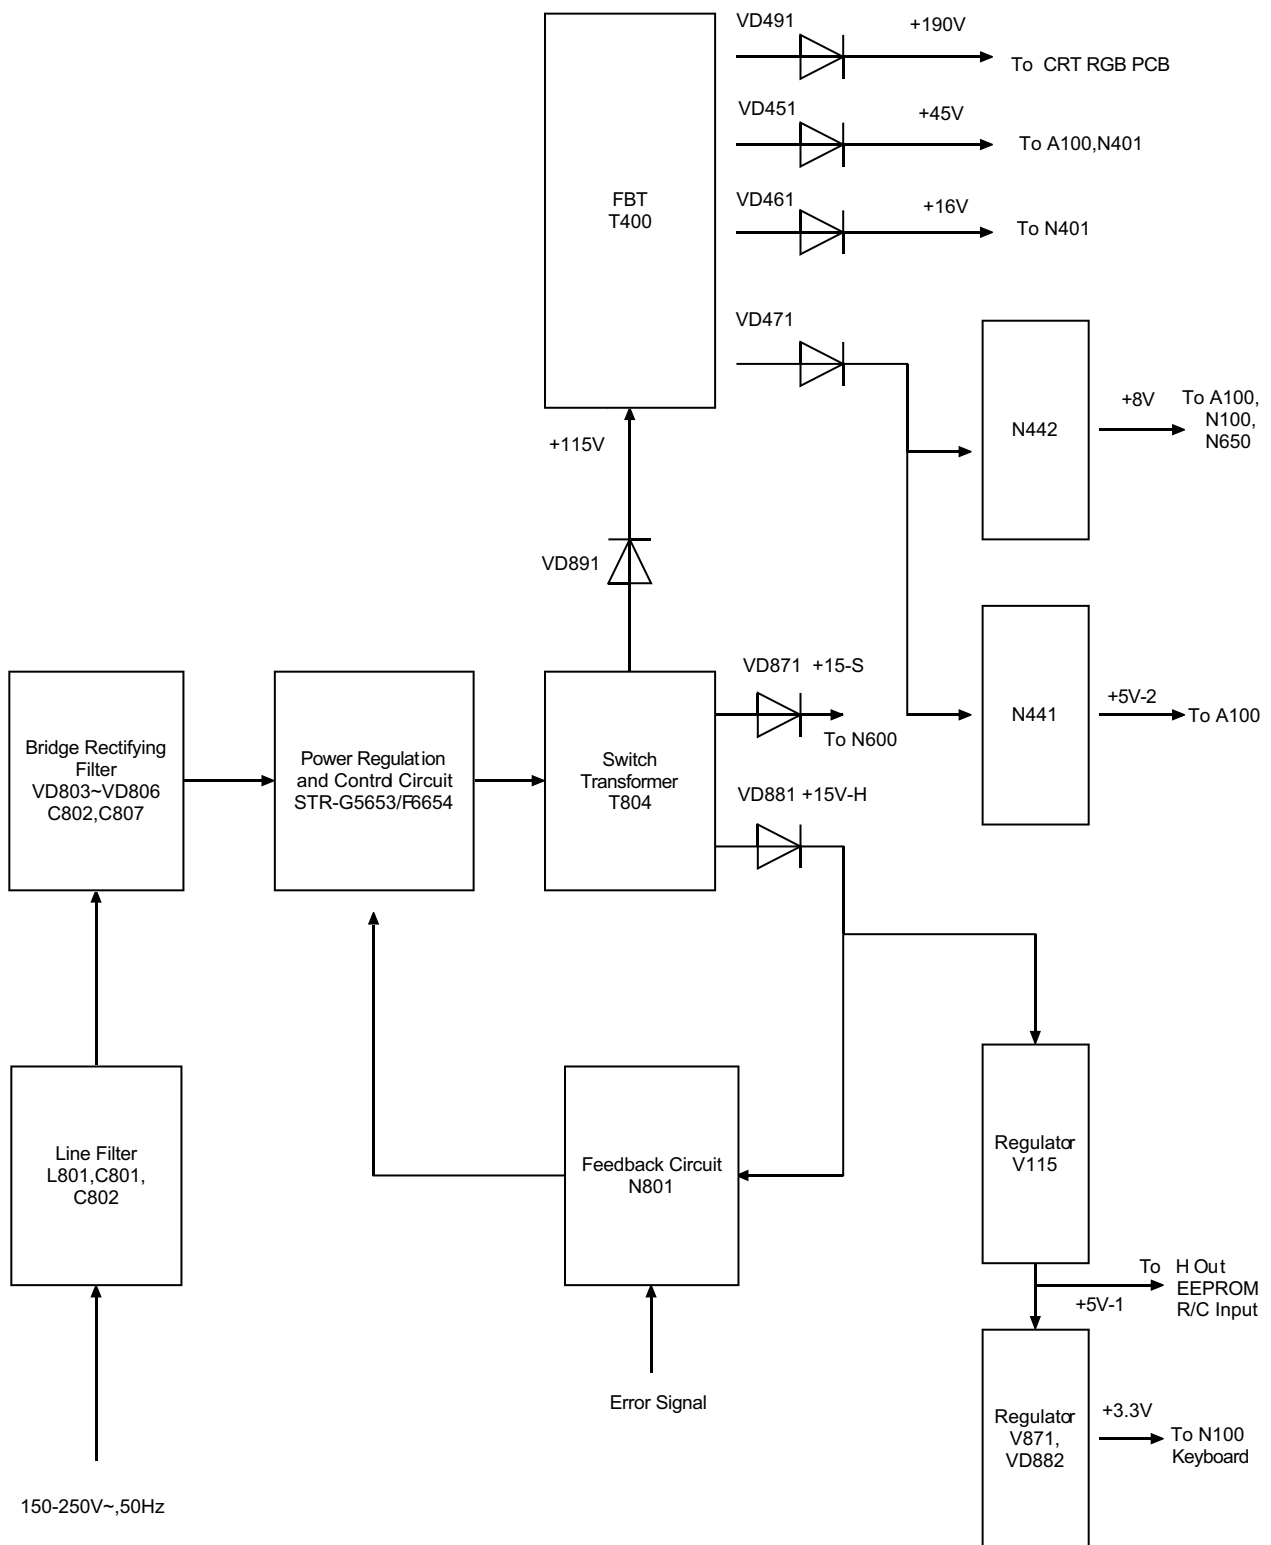 VD491
+190V
To CRT RGB PCB
VD451
+45V
To A100,N401
FBT
T400
VD461
+16V
To N401
VD471
N442
+8V
To A100,
N100,
N650
+115V
VD891
N441
+5V-2
To A100
VD871 +15-S
To N600
Bridge Rectifying
Filter
VD803~VD806
C802,C807
Power Regulation
and Control Circuit
STR-G5653/F6654
Switch
Transformer
T804
VD881 +15V-H
Line Filter
L801,C801,
C802
Feedback Circuit
N801
Regulator
V115
To H Out
EEPROM
R/C Input
+5V-1
Error Signal
Regulator
V871,
VD882
+3.3V
To N100
Keyboard
150-250V~,50Hz